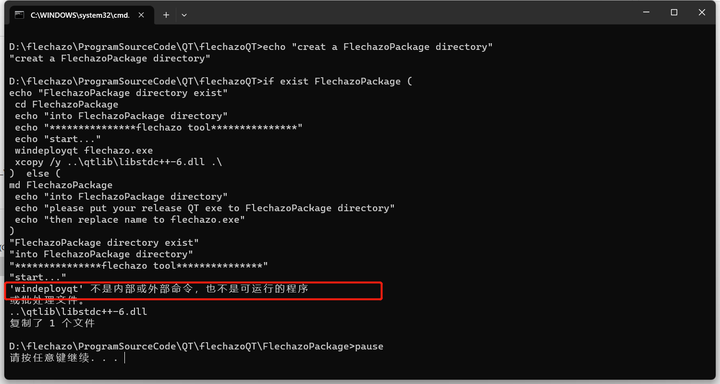 C:\WINDOWS\system32\cmd.
D:\flechazo\ProgramSourceCode\QT\flechazoQT>echo "creat a FlechazoPackage directory"
"creat a FlechazoPackage directory"
D:\flechazo\ProgramSourceCode\QT\flechazoQT>if exist FlechazoPackage (
echo "FlechazoPackage directory exist"
 cd FlechazoPackage
 echo "into FlechazoPackage directory"
 echo "***************flechazo tool***************"
 echo "start..."
 windeployqt flechazo.exe
 xcopy /y ..\qtlib\libstdc++-6.dll .\
)  else (
md FlechazoPackage
 echo "into FlechazoPackage directory"
 echo "please put your release QT exe to FlechazoPackage directory"
 echo "then replace name to flechazo.exe"
)
"FlechazoPackage directory exist"
"into FlechazoPackage directory"
"***************flechazo tool***************"
"start..."
'windeployqt' 不是内部或外部命令，也不是可运行的程序
或批处理文件。
..\qtlib\libstdc++-6.dll
复制了 1 个文件
D:\flechazo\ProgramSourceCode\QT\flechazoQT\FlechazoPackage>pause
请按任意键继续. . .